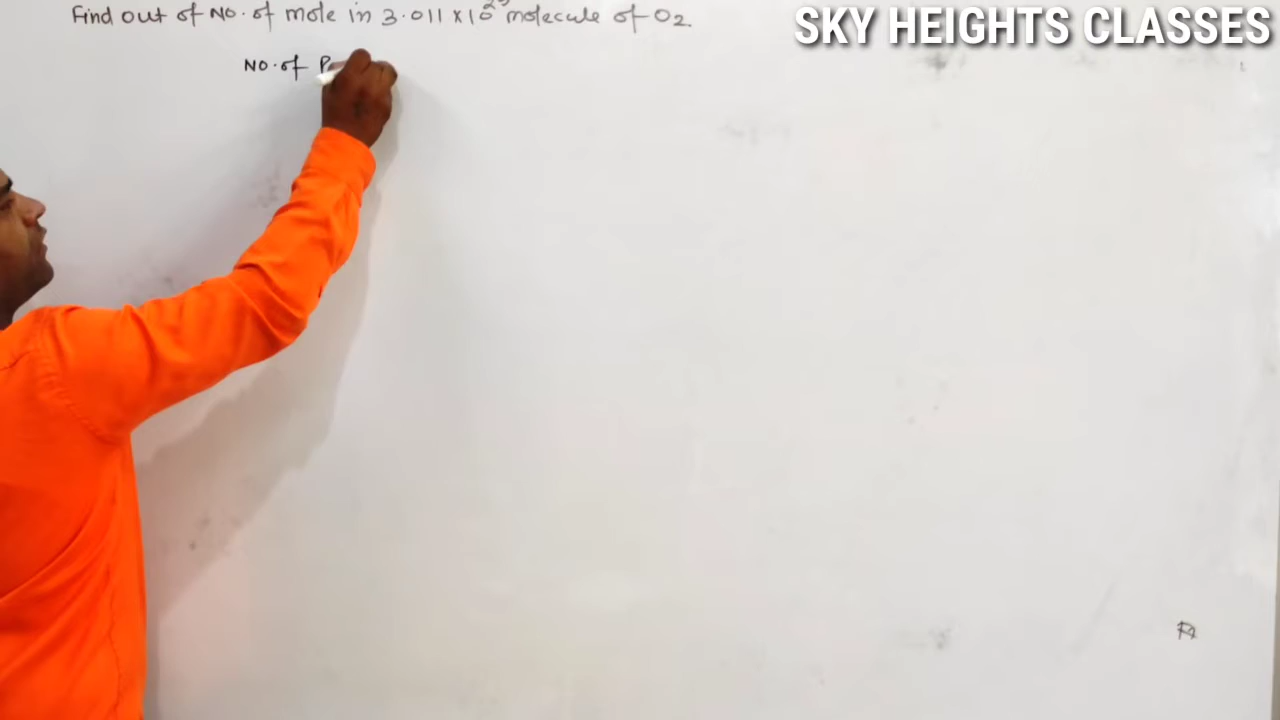 SKY HEIGHTS CLASSES
Find out of NO. of mole in 3.011 × 10²³ molecule of O₂
NO. of P